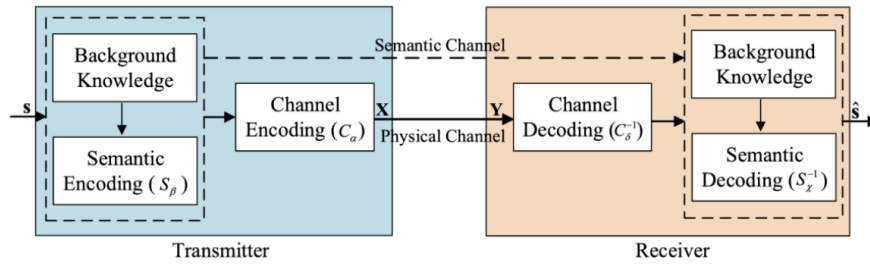 Background
Knowledge
Semantic Channel
Background
Knowledge
s
Channel
Encoding (C_α)
X
Physical Channel
Y
Channel
Decoding (C_δ^{-1})
ŝ
Semantic
Encoding (S_β)
Semantic
Decoding (S_χ^{-1})
Transmitter
Receiver